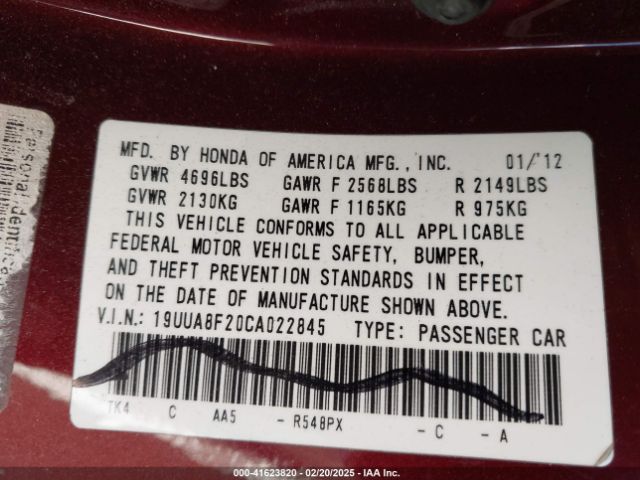 MFD. BY HONDA OF AMERICA MFG., INC. 01/12
GVWR 4696LBS GAWR F 2568LBS R 2149LBS
GVWR 2130KG GAWR F 1165KG R 975KG
THIS VEHICLE CONFORMS TO ALL APPLICABLE
FEDERAL MOTOR VEHICLE SAFETY, BUMPER,
AND THEFT PREVENTION STANDARDS IN EFFECT
ON THE DATE OF MANUFACTURE SHOWN ABOVE.
V.I.N.: 19UUA8F20CA022845 TYPE: PASSENGER CAR
TK4 C AA5 - R548PX - C - A
Personal
000-41623820 - 02/20/2025 - IAA Inc.